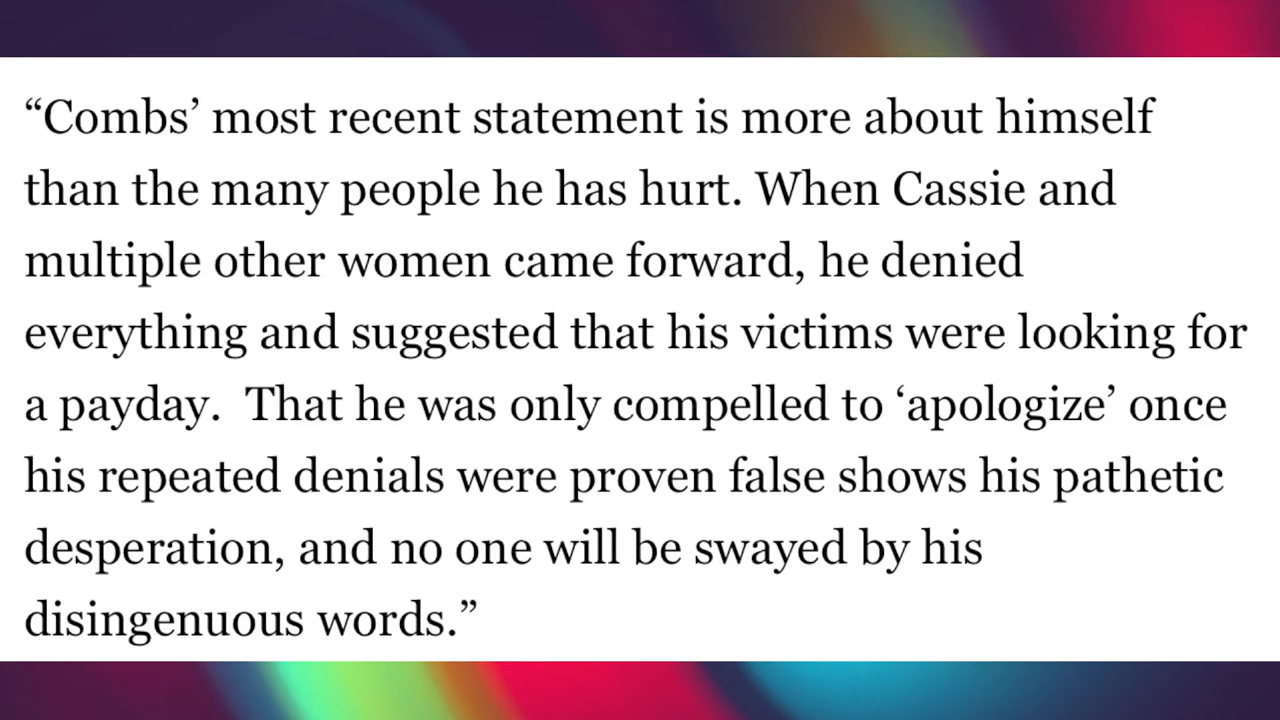 “Combs’ most recent statement is more about himself
than the many people he has hurt. When Cassie and
multiple other women came forward, he denied
everything and suggested that his victims were looking for
a payday.  That he was only compelled to ‘apologize’ once
his repeated denials were proven false shows his pathetic
desperation, and no one will be swayed by his
disingenuous words.”